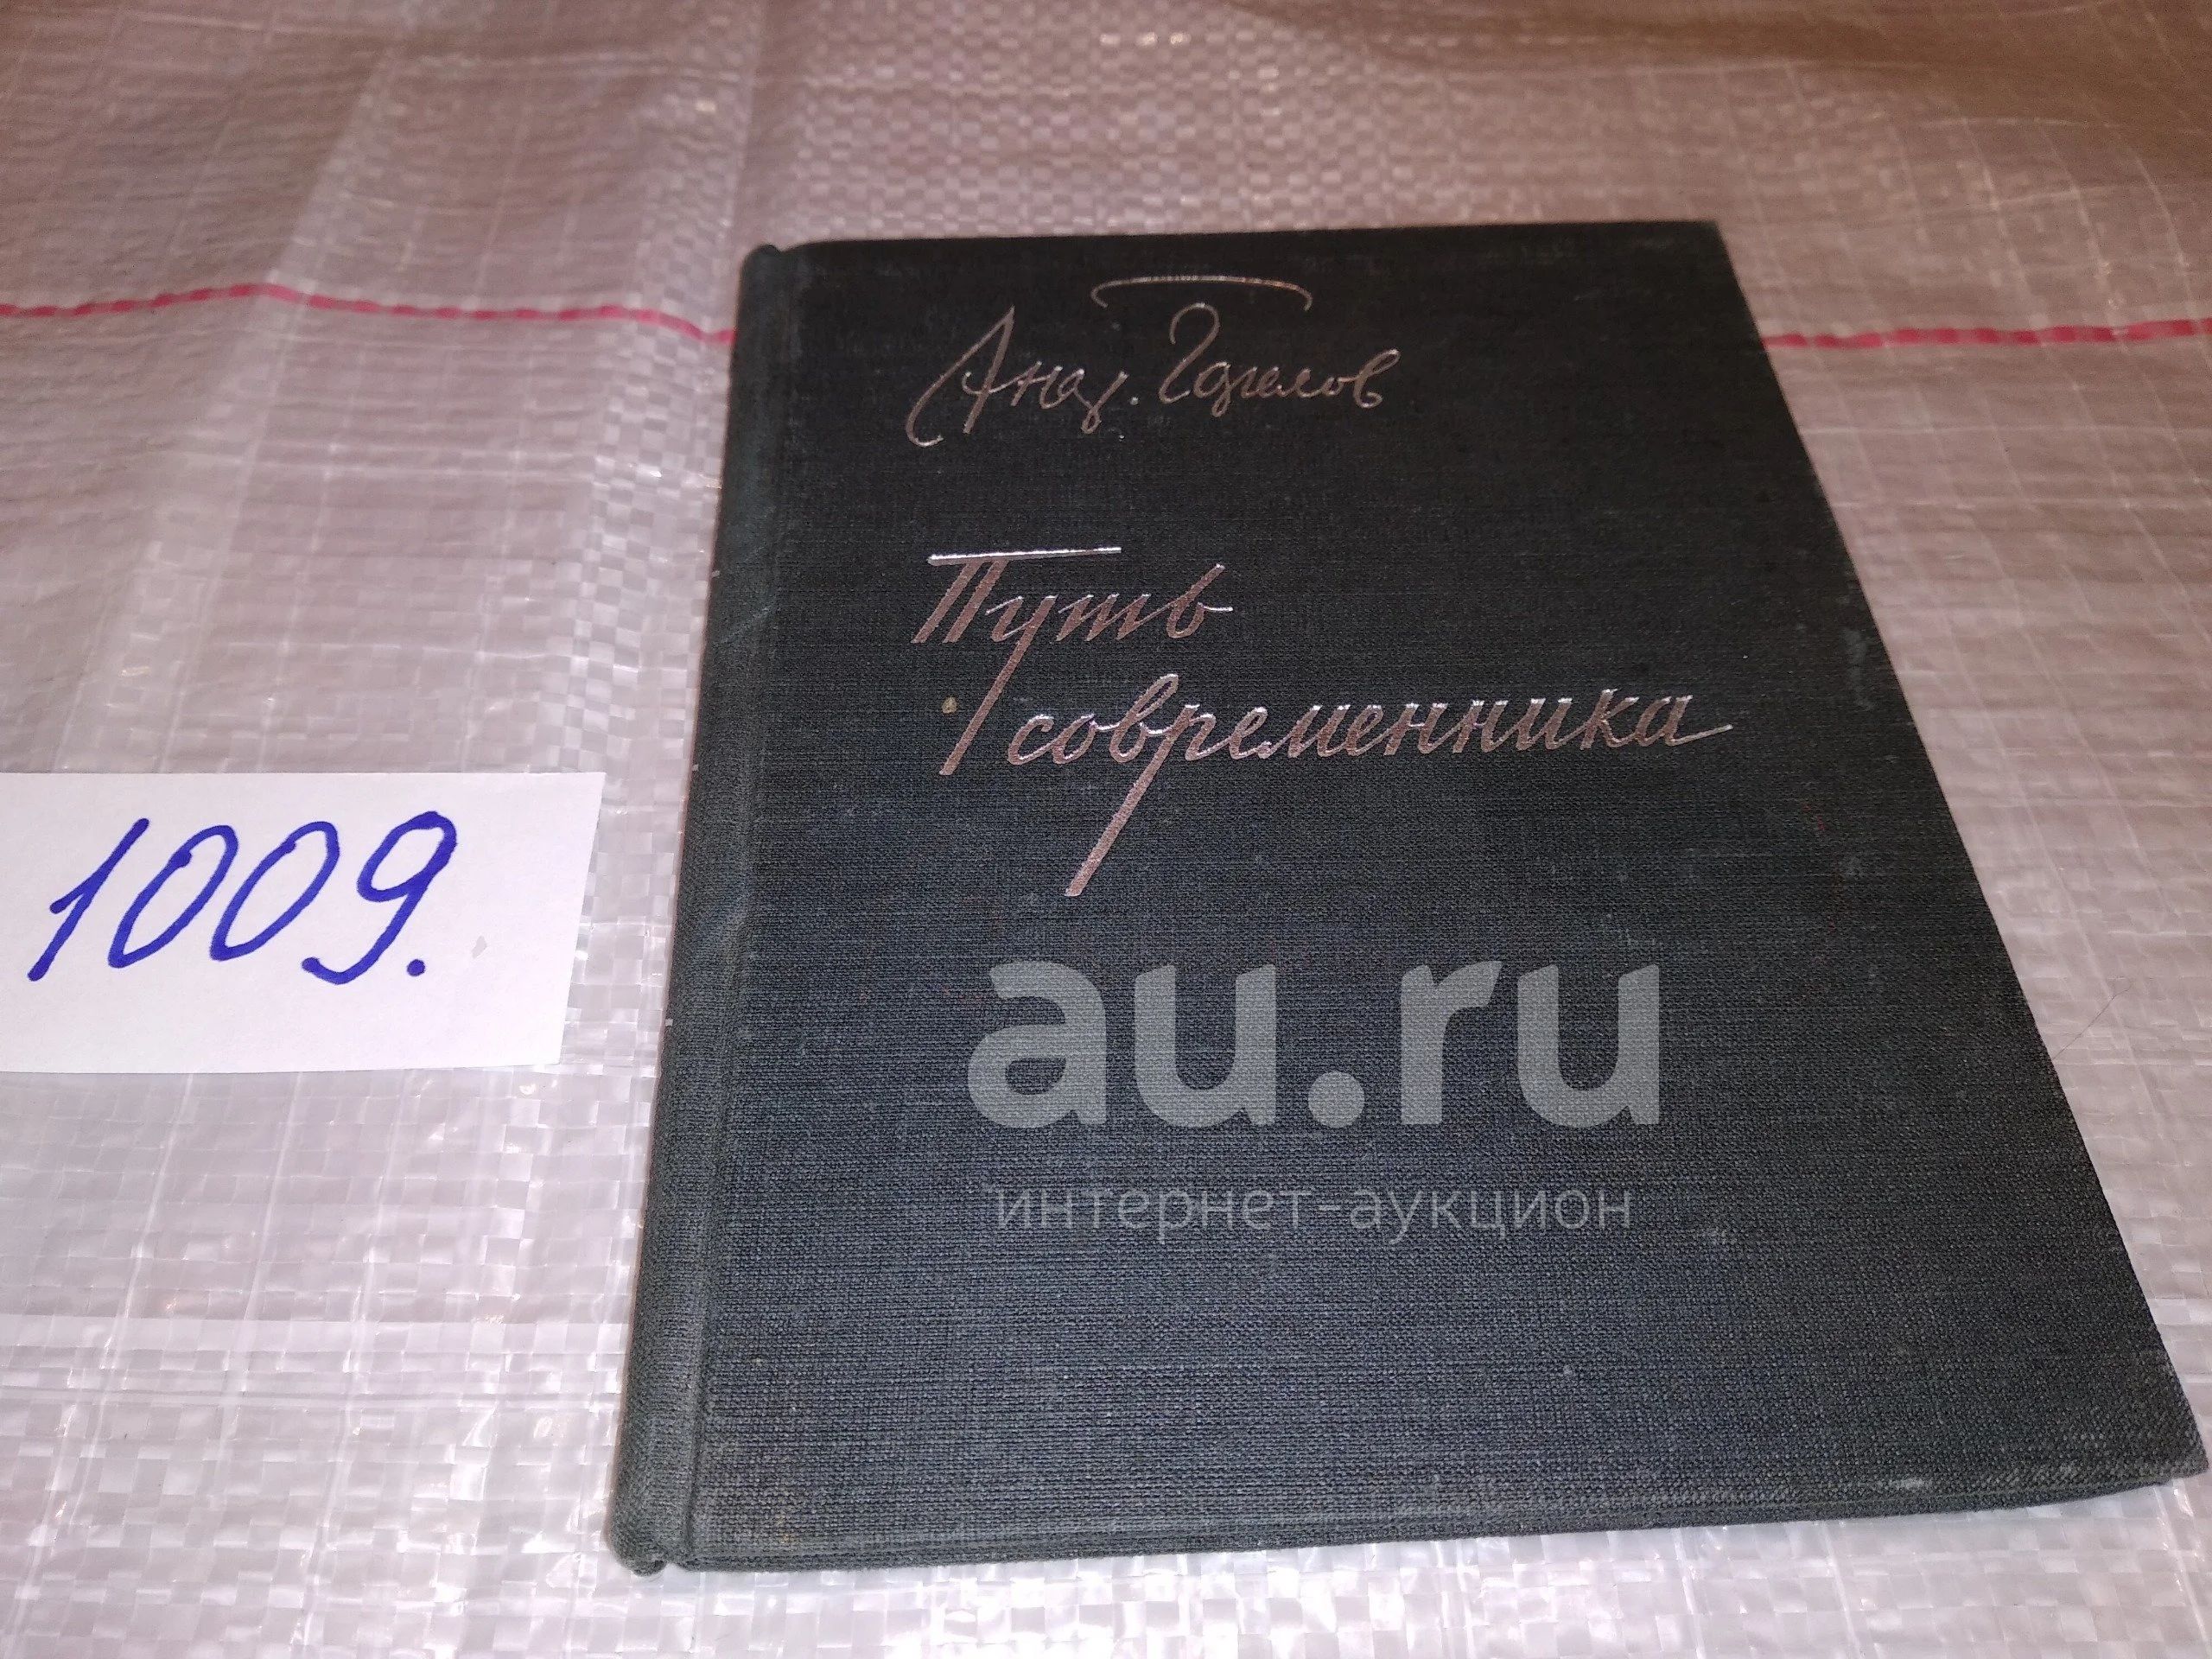 Анат. Горелов
Путь
современника
1009.
au.ru
интернет-аукцион